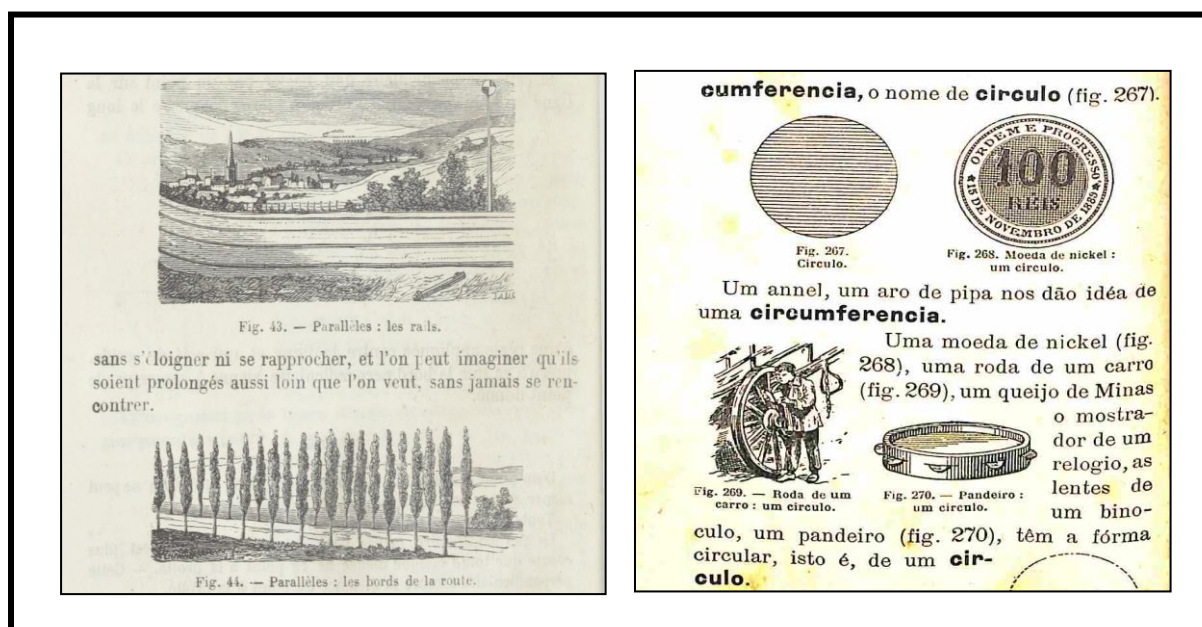 Fig. 43. — Parallèles : les rails.
sans s'éloigner ni se rapprocher, et l'on peut imaginer qu'ils
soient prolongés aussi loin que l'on veut, sans jamais se ren-
contrer.
Fig. 44. — Parallèles : les bords de la route.
cumferencia, o nome de circulo (fig. 267).
ORDEM E PROGRESSO
100
RÉIS
15 DE NOVEMBRO DE 1889
Fig. 267.
Circulo.
Fig. 268. Moeda de nickel :
um circulo.
Um annel, um aro de pipa nos dão idéa de
uma circumferencia.
Uma moeda de nickel (fig.
268), uma roda de um carro
(fig. 269), um queijo de Minas
o mostra-
dor de um
relogio, as
lentes de
um bino-
Fig. 269. — Roda de um
carro : um circulo.
Fig. 270. — Pandeiro :
um circulo.
culo, um pandeiro (fig. 270), têm a fórma
circular, isto é, de um cir-
culo.